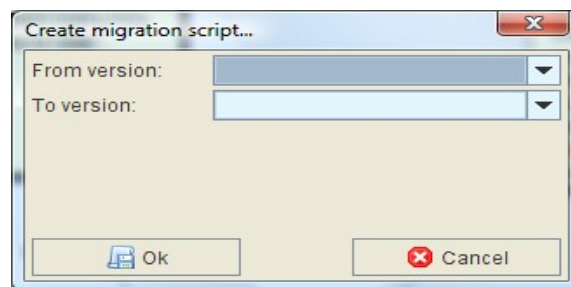 Create migration script...
From version:
To version:
Ok
Cancel